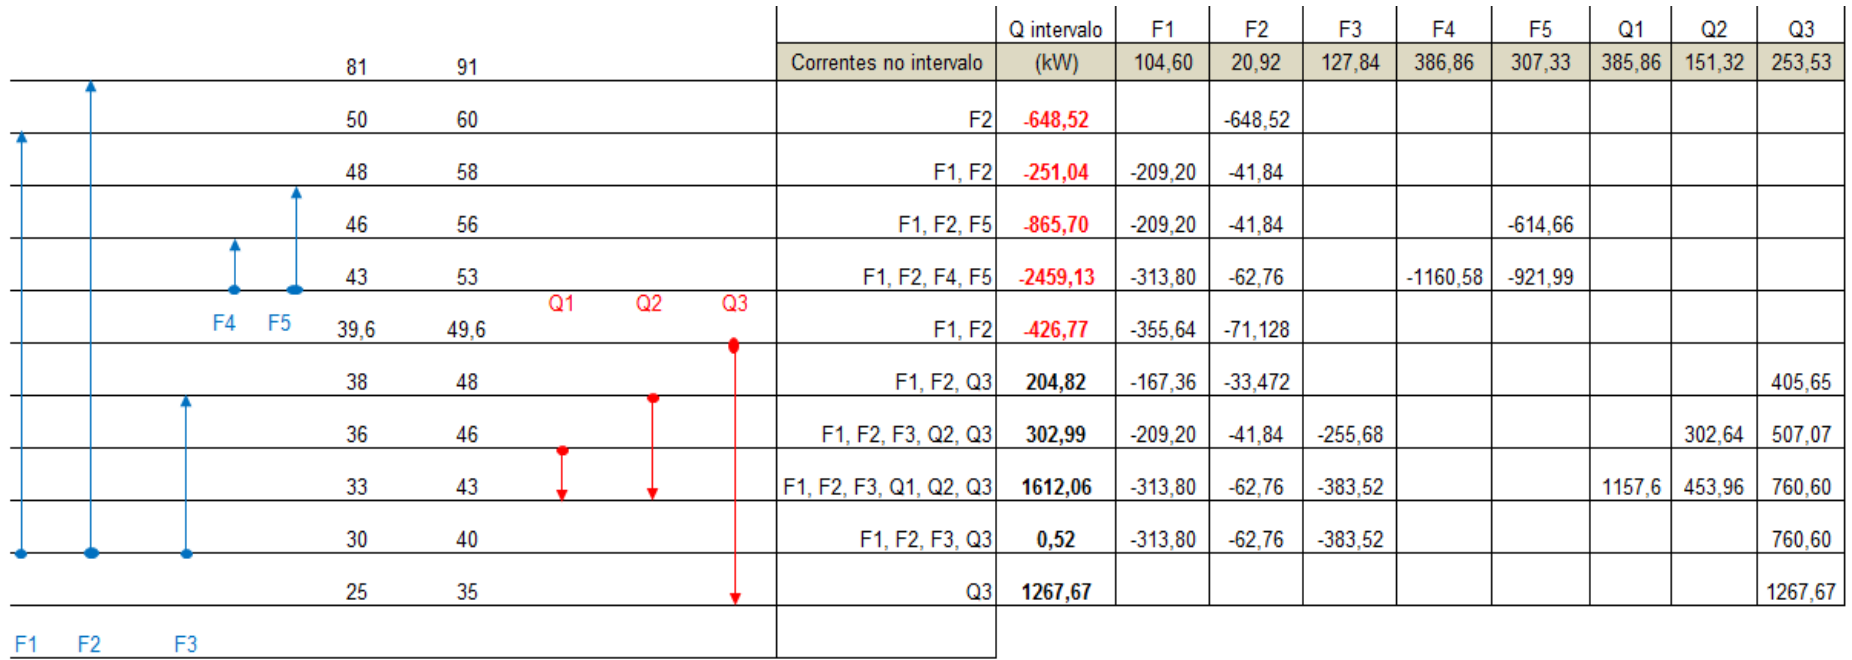 Q intervalo F1 F2 F3 F4 F5 Q1 Q2 Q3
81 91 Correntes no intervalo (kW) 104,60 20,92 127,84 386,86 307,33 385,86 151,32 253,53
50 60 F2 -648,52 -648,52
48 58 F1, F2 -251,04 -209,20 -41,84
46 56 F1, F2, F5 -865,70 -209,20 -41,84 -614,66
43 53 F1, F2, F4, F5 -2459,13 -313,80 -62,76 -1160,58 -921,99
Q1 Q2 Q3
F4 F5 39,6 49,6 F1, F2 -426,77 -355,64 -71,128
38 48 F1, F2, Q3 204,82 -167,36 -33,472 405,65
36 46 F1, F2, F3, Q2, Q3 302,99 -209,20 -41,84 -255,68 302,64 507,07
33 43 F1, F2, F3, Q1, Q2, Q3 1612,06 -313,80 -62,76 -383,52 1157,6 453,96 760,60
30 40 F1, F2, F3, Q3 0,52 -313,80 -62,76 -383,52 760,60
25 35 Q3 1267,67 1267,67
F1 F2 F3